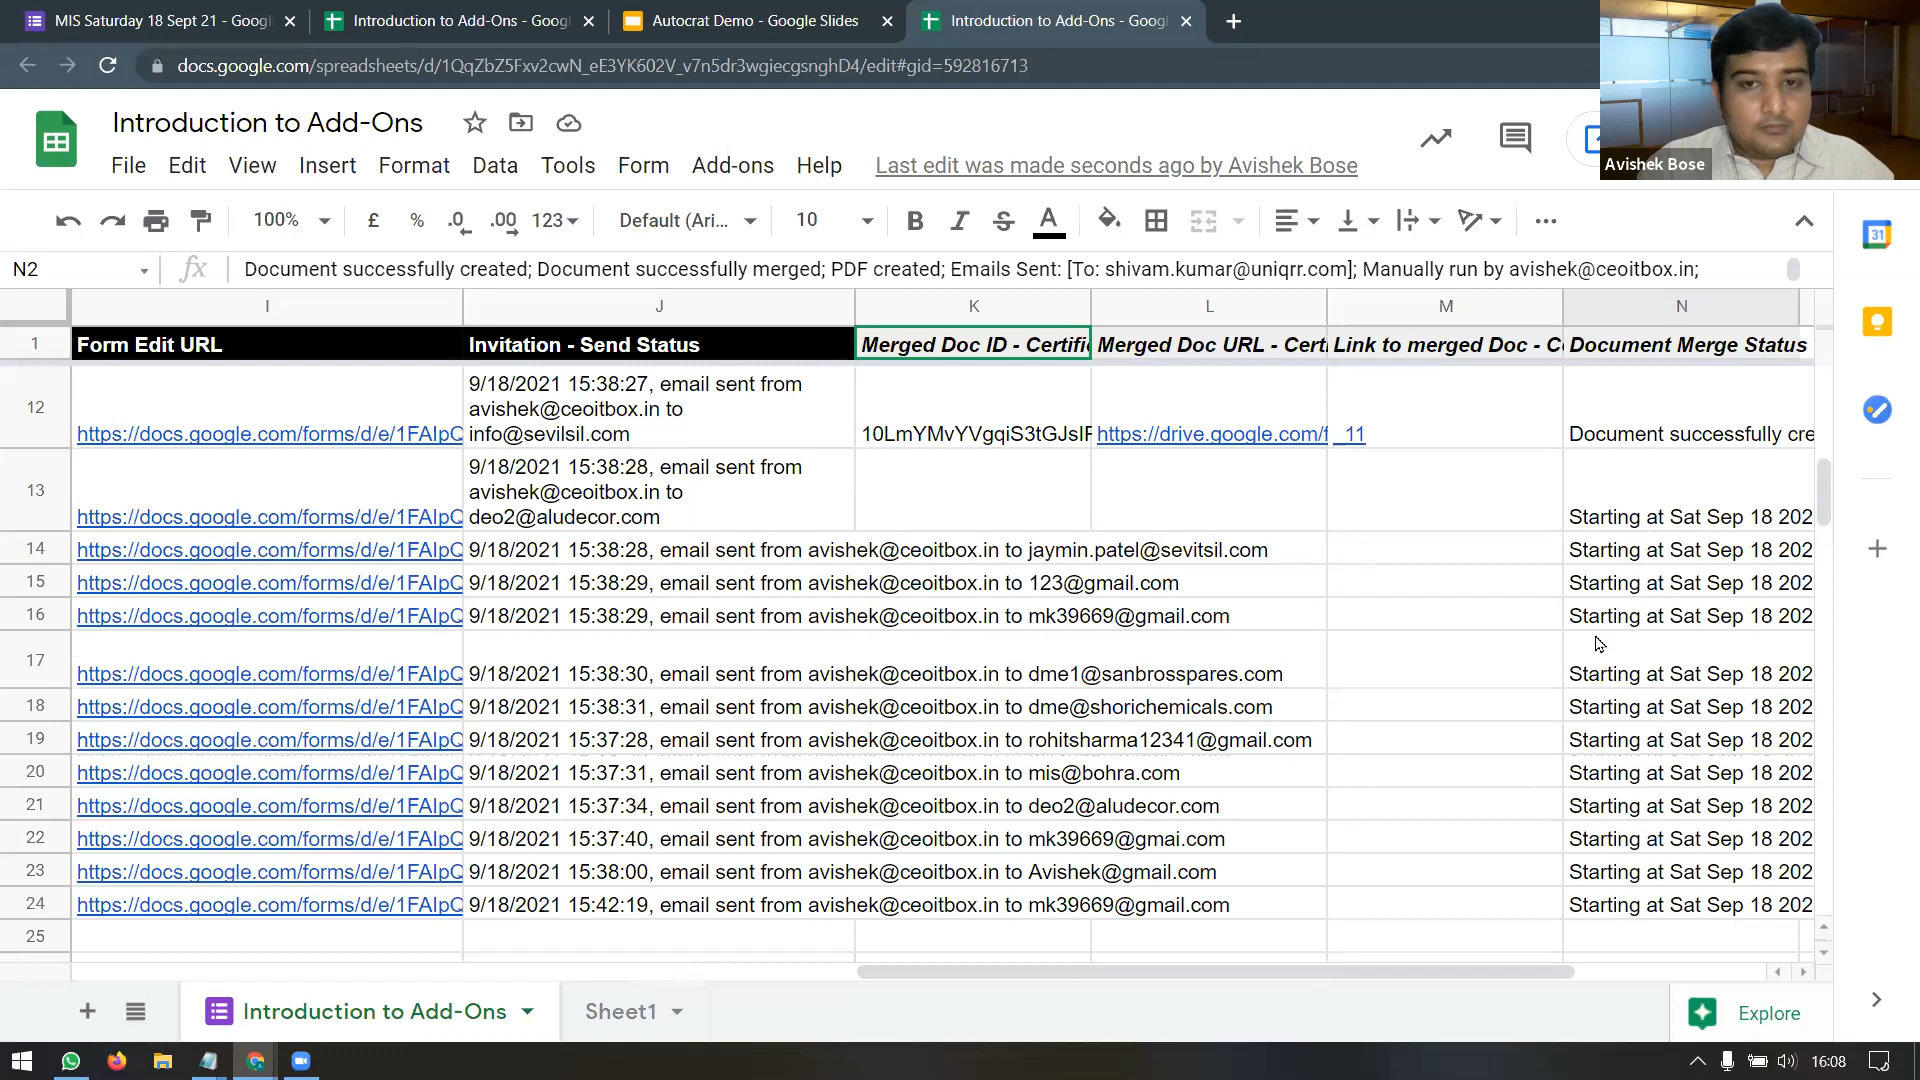 MIS Saturday 18 Sept 21 - Googl
Introduction to Add-Ons - Googl
Autocrat Demo - Google Slides
Introduction to Add-Ons - Googl
docs.google.com/spreadsheets/d/1QqZbZ5Fxv2cwN_eE3YK602V_v7n5dr3wgiecgsnghD4/edit#gid=592816713
Introduction to Add-Ons
File Edit View Insert Format Data Tools Form Add-ons Help Last edit was made seconds ago by Avishek Bose
Avishek Bose
100% £ % .0 .00 123 Default (Ari... 10 B I S A
31
N2 fx Document successfully created; Document successfully merged; PDF created; Emails Sent: [To: shivam.kumar@uniqrr.com]; Manually run by avishek@ceoitbox.in;
I J K L M N
1 Form Edit URL Invitation - Send Status Merged Doc ID - Certific Merged Doc URL - Certi Link to merged Doc - Ce Document Merge Status
12 https://docs.google.com/forms/d/e/1FAIpQ 9/18/2021 15:38:27, email sent from
avishek@ceoitbox.in to
info@sevilsil.com 10LmYMvYVgqiS3tGJsIF https://drive.google.com/f _11 Document successfully cre
13 https://docs.google.com/forms/d/e/1FAIpQ 9/18/2021 15:38:28, email sent from
avishek@ceoitbox.in to
deo2@aludecor.com Starting at Sat Sep 18 202
14 https://docs.google.com/forms/d/e/1FAIpQ 9/18/2021 15:38:28, email sent from avishek@ceoitbox.in to jaymin.patel@sevitsil.com Starting at Sat Sep 18 202
15 https://docs.google.com/forms/d/e/1FAIpQ 9/18/2021 15:38:29, email sent from avishek@ceoitbox.in to 123@gmail.com Starting at Sat Sep 18 202
16 https://docs.google.com/forms/d/e/1FAIpQ 9/18/2021 15:38:29, email sent from avishek@ceoitbox.in to mk39669@gmail.com Starting at Sat Sep 18 202
17 https://docs.google.com/forms/d/e/1FAIpQ 9/18/2021 15:38:30, email sent from avishek@ceoitbox.in to dme1@sanbrosspares.com Starting at Sat Sep 18 202
18 https://docs.google.com/forms/d/e/1FAIpQ 9/18/2021 15:38:31, email sent from avishek@ceoitbox.in to dme@shorichemicals.com Starting at Sat Sep 18 202
19 https://docs.google.com/forms/d/e/1FAIpQ 9/18/2021 15:37:28, email sent from avishek@ceoitbox.in to rohitsharma12341@gmail.com Starting at Sat Sep 18 202
20 https://docs.google.com/forms/d/e/1FAIpQ 9/18/2021 15:37:31, email sent from avishek@ceoitbox.in to mis@bohra.com Starting at Sat Sep 18 202
21 https://docs.google.com/forms/d/e/1FAIpQ 9/18/2021 15:37:34, email sent from avishek@ceoitbox.in to deo2@aludecor.com Starting at Sat Sep 18 202
22 https://docs.google.com/forms/d/e/1FAIpQ 9/18/2021 15:37:40, email sent from avishek@ceoitbox.in to mk39669@gmai.com Starting at Sat Sep 18 202
23 https://docs.google.com/forms/d/e/1FAIpQ 9/18/2021 15:38:00, email sent from avishek@ceoitbox.in to Avishek@gmail.com Starting at Sat Sep 18 202
24 https://docs.google.com/forms/d/e/1FAIpQ 9/18/2021 15:42:19, email sent from avishek@ceoitbox.in to mk39669@gmail.com Starting at Sat Sep 18 202
25
Introduction to Add-Ons Sheet1 Explore
16:08